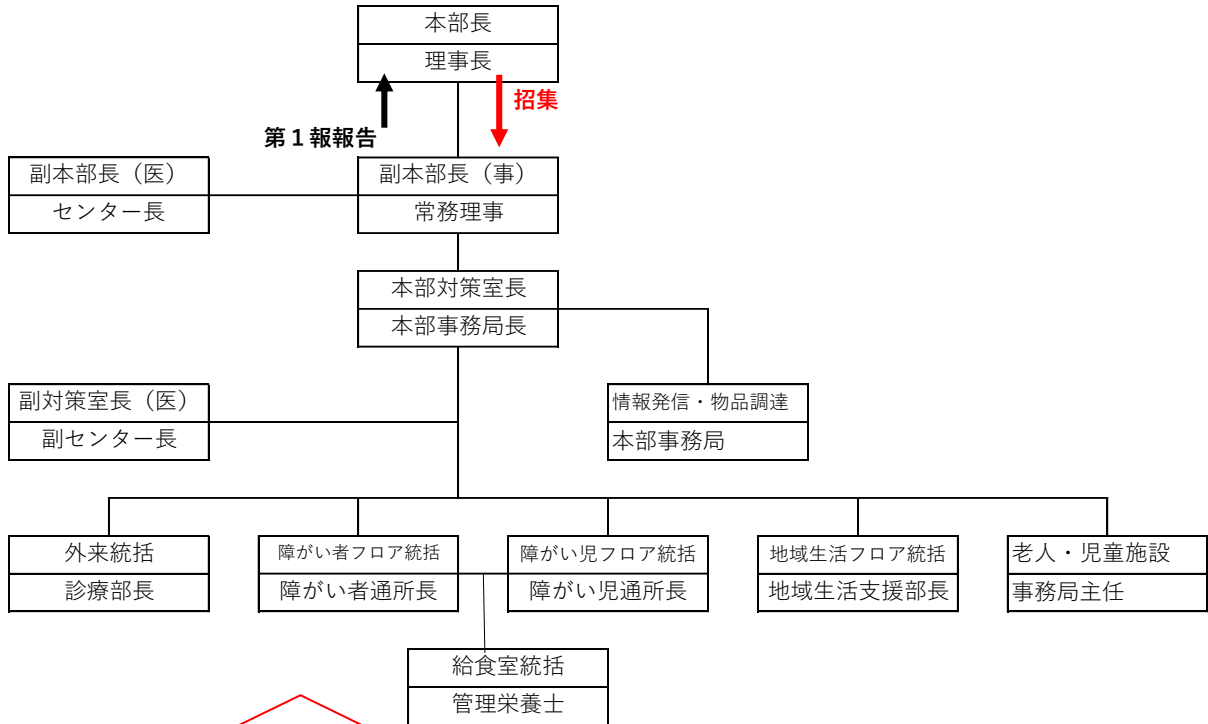 本部長
理事長
招集
第１報報告
副本部長（医）
センター長
副本部長（事）
常務理事
本部対策室長
本部事務局長
副対策室長（医）
副センター長
情報発信・物品調達
本部事務局
外来統括
診療部長
障がい者フロア統括
障がい者通所長
障がい児フロア統括
障がい児通所長
地域生活フロア統括
地域生活支援部長
老人・児童施設
事務局主任
給食室統括
管理栄養士